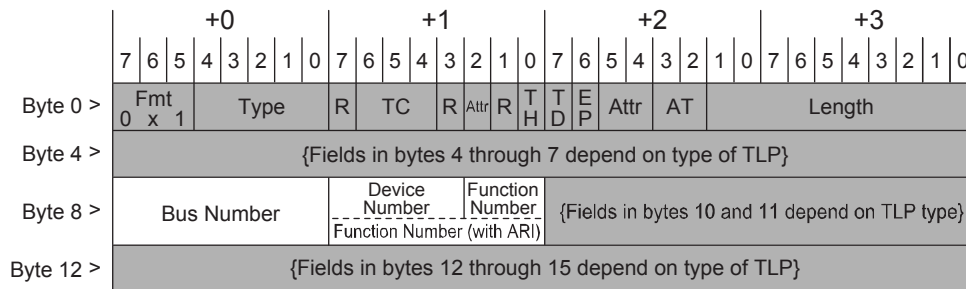 +0 +1 +2 +3
7 6 5 4 3 2 1 0 7 6 5 4 3 2 1 0 7 6 5 4 3 2 1 0 7 6 5 4 3 2 1 0
Byte 0 > Fmt 0 x 1 Type R TC R Attr R TH TD EP Attr AT Length
Byte 4 > {Fields in bytes 4 through 7 depend on type of TLP}
Byte 8 > Bus Number Device Number Function Number {Fields in bytes 10 and 11 depend on TLP type}
Function Number (with ARI)
Byte 12 > {Fields in bytes 12 through 15 depend on type of TLP}